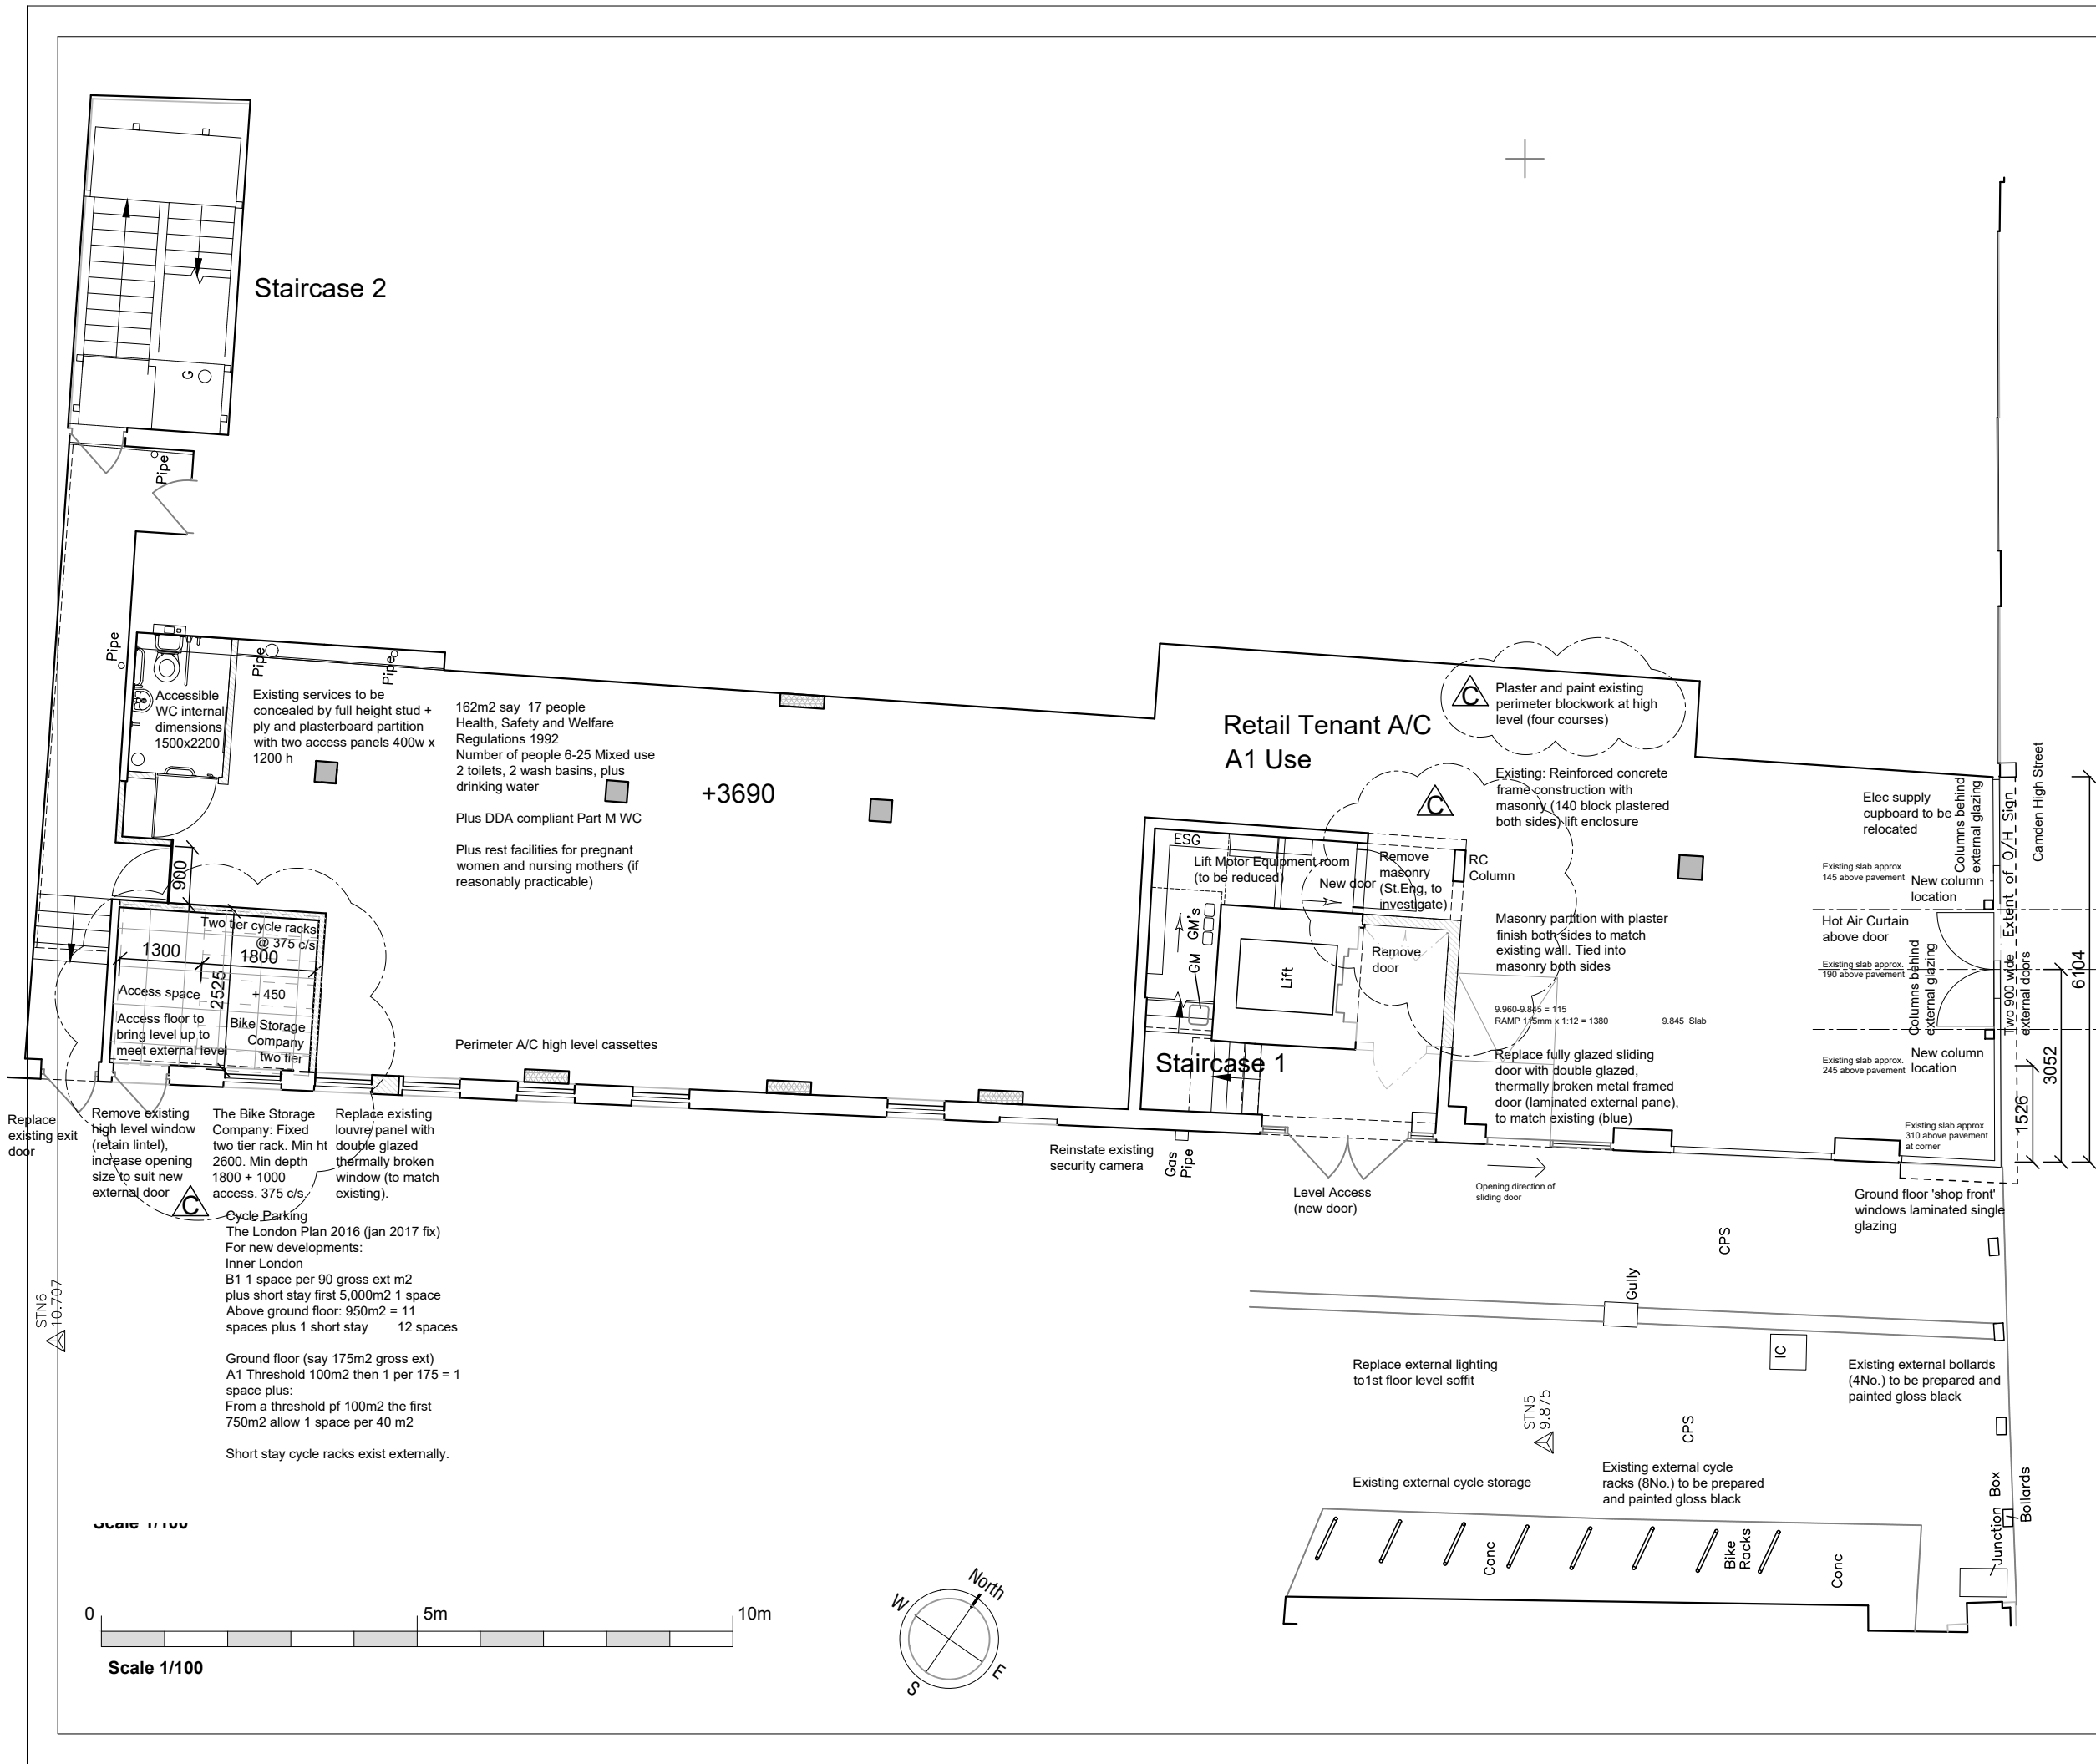 Staircase 2
G
Pipe
Pipe
Pipe
Pipe
Accessible
WC internal
dimensions
1500x2200
Existing services to be
concealed by full height stud +
ply and plasterboard partition
with two access panels 400w x
1200 h
162m2 say 17 people
Health, Safety and Welfare
Regulations 1992
Number of people 6-25 Mixed use
2 toilets, 2 wash basins, plus
drinking water
Plus DDA compliant Part M WC
Plus rest facilities for pregnant
women and nursing mothers (if
reasonably practicable)
+3690
Retail Tenant A/C
A1 Use
C
Plaster and paint existing
perimeter blockwork at high
level (four courses)
C
Existing: Reinforced concrete
frame construction with
masonry (140 block plastered
both sides) lift enclosure
Elec supply
cupboard to be
relocated
Columns behind
external glazing
Extent of O/H Sign
Camden High Street
Existing slab approx.
145 above pavement
New column
location
Hot Air Curtain
above door
Existing slab approx.
190 above pavement
Columns behind
external glazing
Two 900 wide
external doors
Existing slab approx.
245 above pavement
New column
location
Existing slab approx.
310 above pavement
at corner
6104
3052
1526
ESG
Lift Motor Equipment room
(to be reduced)
New door
Remove
masonry
(St.Eng, to
investigate)
RC
Column
GM's
GM
Lift
Remove
door
Masonry partition with plaster
finish both sides to match
existing wall. Tied into
masonry both sides
9.960-9.845 = 115
RAMP 115mm x 1:12 = 1380
9.845 Slab
Staircase 1
Replace fully glazed sliding
door with double glazed,
thermally broken metal framed
door (laminated external pane),
to match existing (blue)
900
Two tier cycle racks
@ 375 c/s
1300
1800
2525
Access space
+ 450
Access floor to
bring level up to
meet external level
Bike Storage
Company
two tier
Perimeter A/C high level cassettes
Replace
existing exit
door
Remove existing
high level window
(retain lintel),
increase opening
size to suit new
external door
C
The Bike Storage
Company: Fixed
two tier rack. Min ht
2600. Min depth
1800 + 1000
access. 375 c/s.
Replace existing
louvre panel with
double glazed
thermally broken
window (to match
existing).
Reinstate existing
security camera
Gas
Pipe
Level Access
(new door)
Opening direction of
sliding door
Ground floor 'shop front'
windows laminated single
glazing
Cycle Parking
The London Plan 2016 (jan 2017 fix)
For new developments:
Inner London
B1 1 space per 90 gross ext m2
plus short stay first 5,000m2 1 space
Above ground floor: 950m2 = 11
spaces plus 1 short stay 12 spaces
Ground floor (say 175m2 gross ext)
A1 Threshold 100m2 then 1 per 175 = 1
space plus:
From a threshold pf 100m2 the first
750m2 allow 1 space per 40 m2
Short stay cycle racks exist externally.
STN6
10.707
CPS
Gully
IC
Replace external lighting
to1st floor level soffit
STN5
9.875
CPS
Existing external bollards
(4No.) to be prepared and
painted gloss black
Existing external cycle storage
Existing external cycle
racks (8No.) to be prepared
and painted gloss black
Conc
Bike
Racks
Conc
Junction Box
Bollards
Scale 1/100
0
5m
10m
Scale 1/100
North
W
E
S